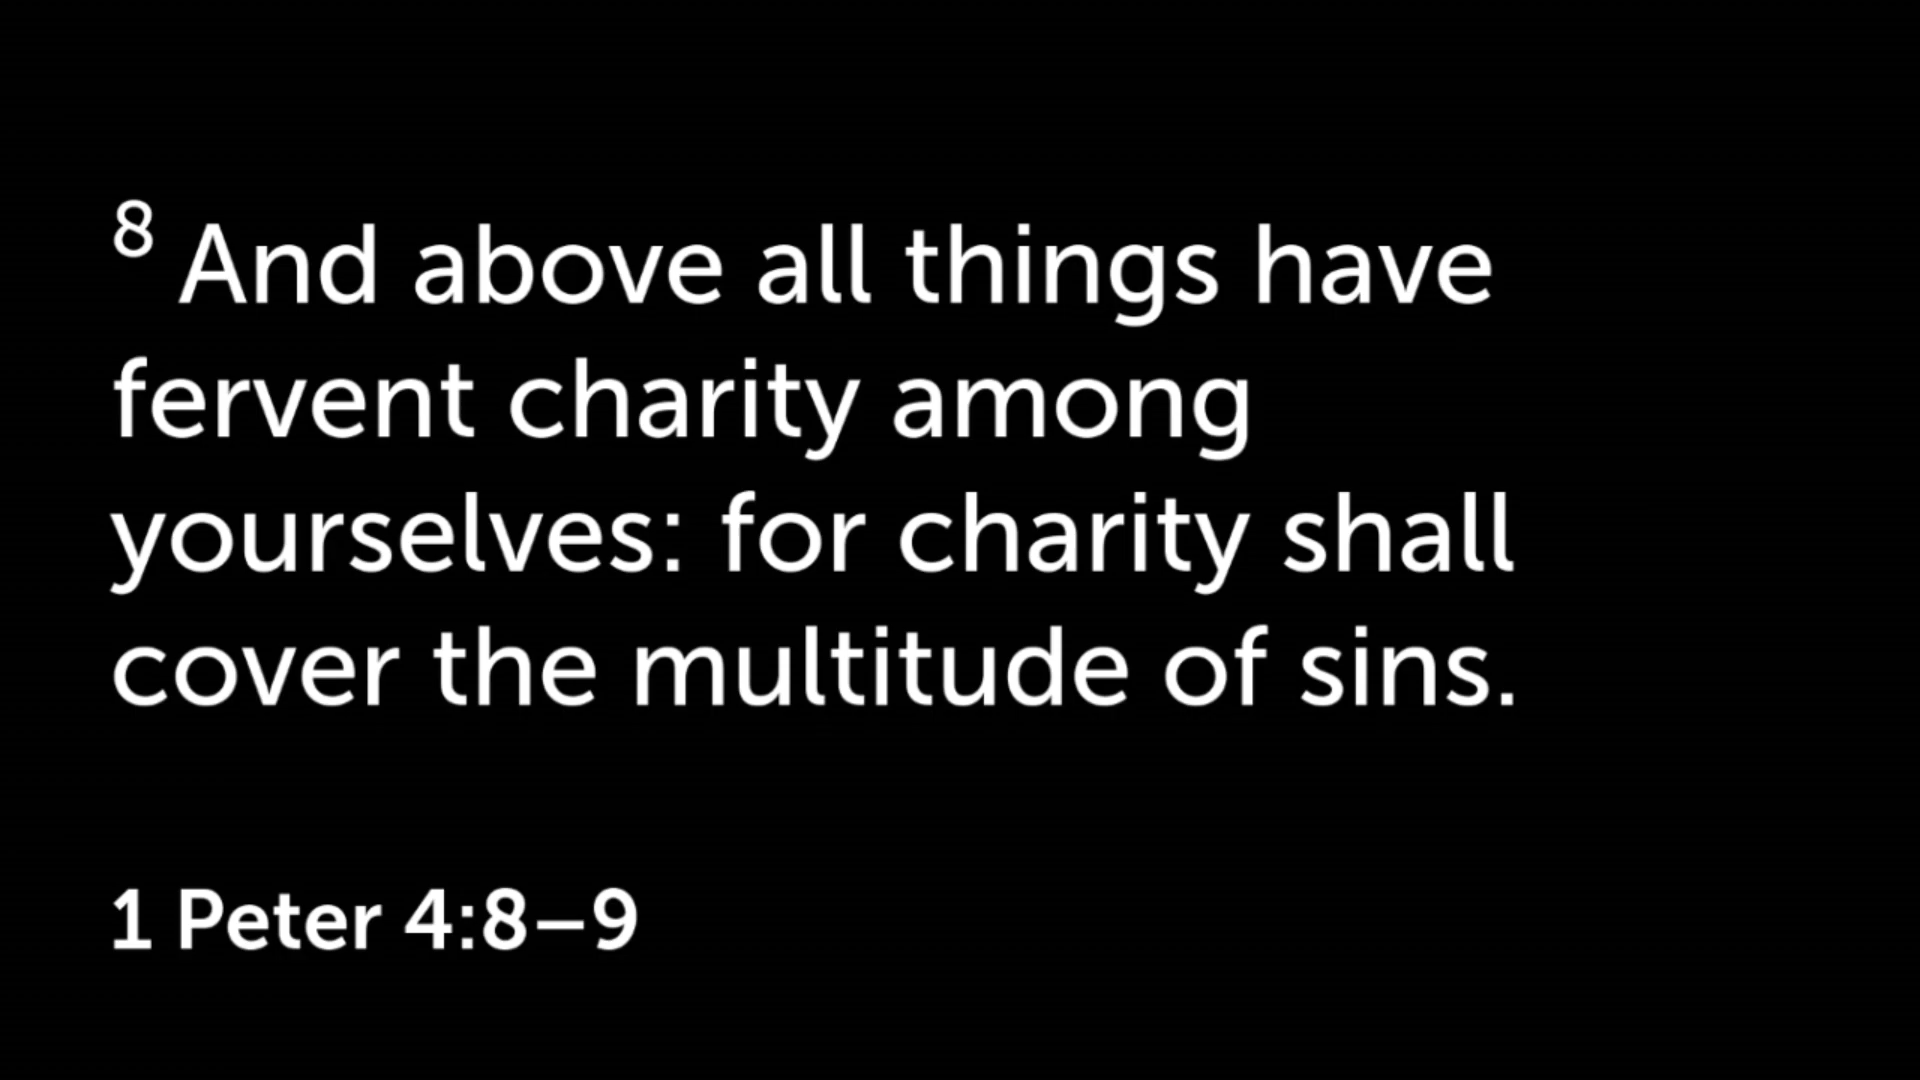 8 And above all things have
fervent charity among
yourselves: for charity shall
cover the multitude of sins.
1 Peter 4:8–9